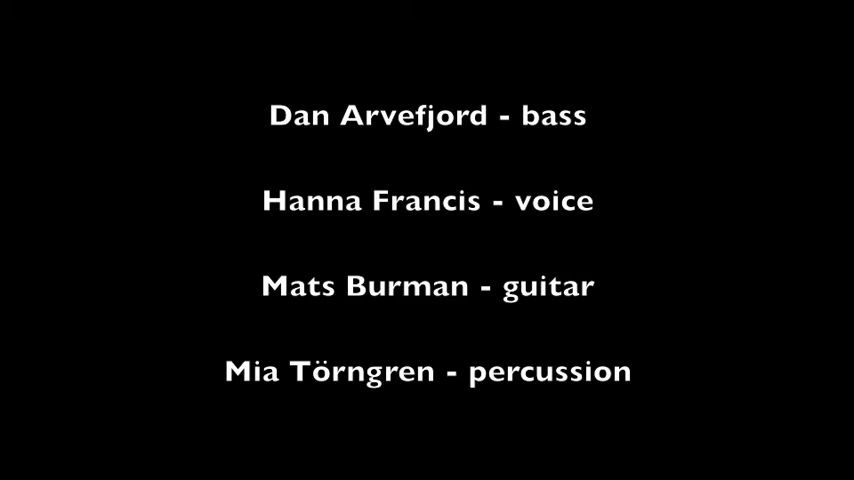 Dan Arvefjord - bass
Hanna Francis - voice
Mats Burman - guitar
Mia Törngren - percussion